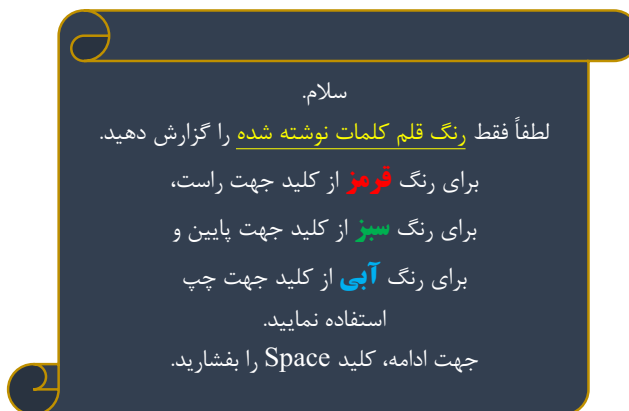 سلام.
لطفاً فقط رنگ قلم کلمات نوشته شده را گزارش دهید.
برای رنگ قرمز از کلید جهت راست،
برای رنگ سبز از کلید جهت پایین و
برای رنگ آبی از کلید جهت چپ
استفاده نمایید.
جهت ادامه، کلید Space را بفشارید.